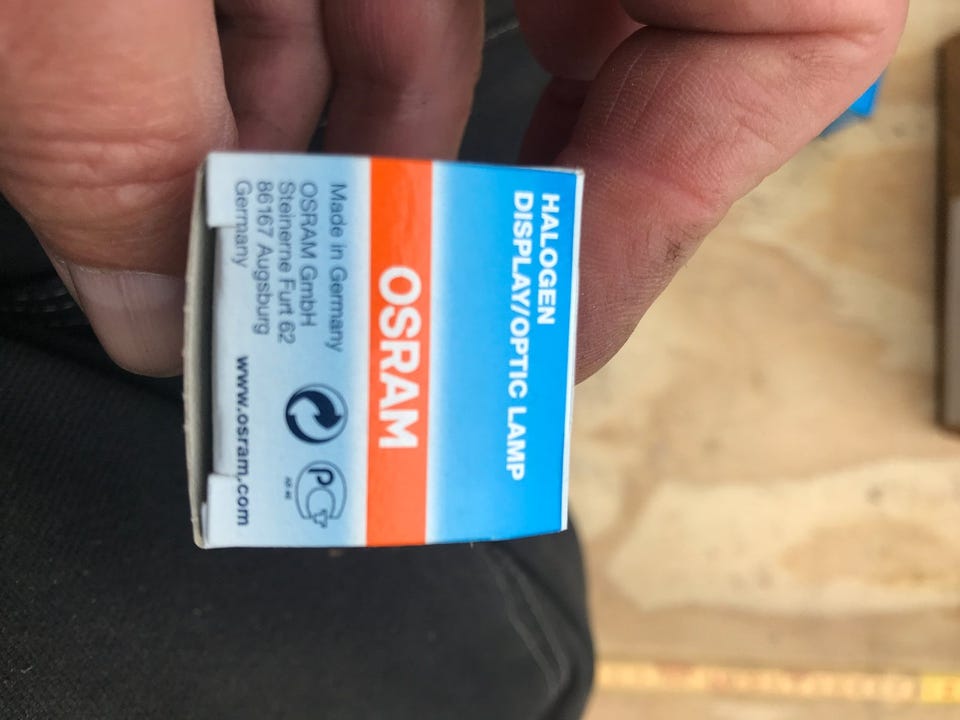 HALOGEN
DISPLAY/OPTIC LAMP
OSRAM
Made in Germany
OSRAM GmbH
Steinerne Furt 62
86167 Augsburg
Germany
www.osram.com